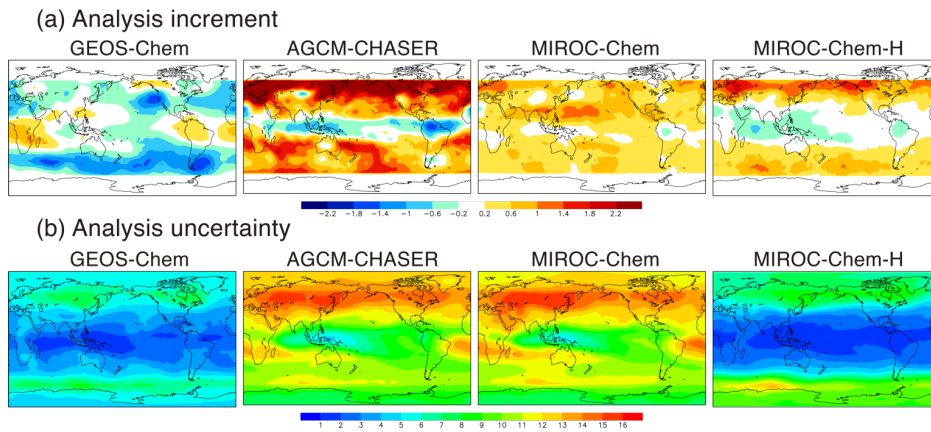 (a) Analysis increment
GEOS-Chem AGCM-CHASER MIROC-Chem MIROC-Chem-H
−2.2 −1.8 −1.4 −1 −0.6 −0.2 0.2 0.6 1 1.4 1.8 2.2
(b) Analysis uncertainty
GEOS-Chem AGCM-CHASER MIROC-Chem MIROC-Chem-H
1 2 3 4 5 6 7 8 9 10 11 12 13 14 15 16